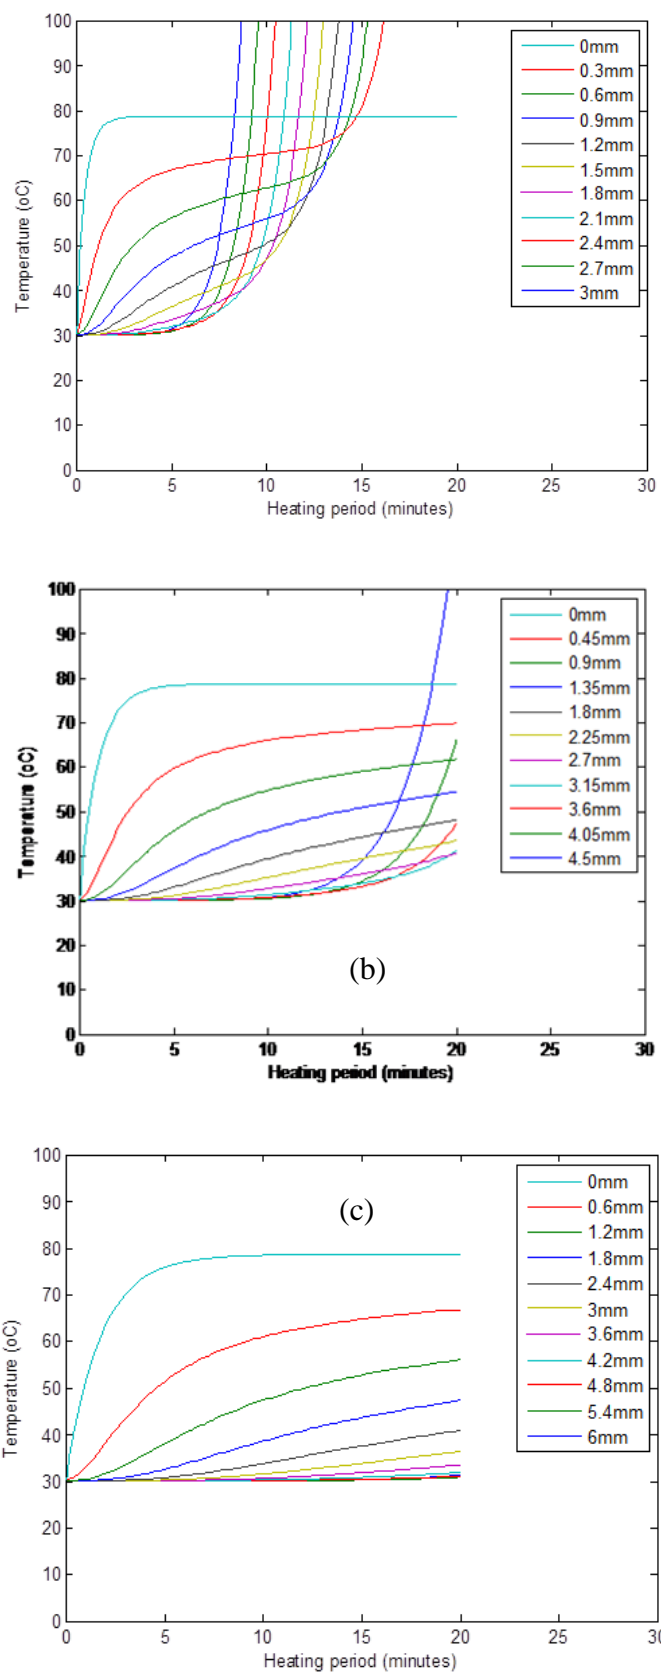 100
90
80
70
60
50
40
30
20
10
0
Temperature (oC)
0 5 10 15 20 25 30
Heating period (minutes)
0mm
0.3mm
0.6mm
0.9mm
1.2mm
1.5mm
1.8mm
2.1mm
2.4mm
2.7mm
3mm
100
90
80
70
60
50
40
30
20
10
0
Temperature (oC)
0 5 10 15 20 25 30
Heating period (minutes)
0mm
0.45mm
0.9mm
1.35mm
1.8mm
2.25mm
2.7mm
3.15mm
3.6mm
4.05mm
4.5mm
(b)
100
90
80
70
60
50
40
30
20
10
0
Temperature (oC)
0 5 10 15 20 25 30
Heating period (minutes)
(c)
0mm
0.6mm
1.2mm
1.8mm
2.4mm
3mm
3.6mm
4.2mm
4.8mm
5.4mm
6mm